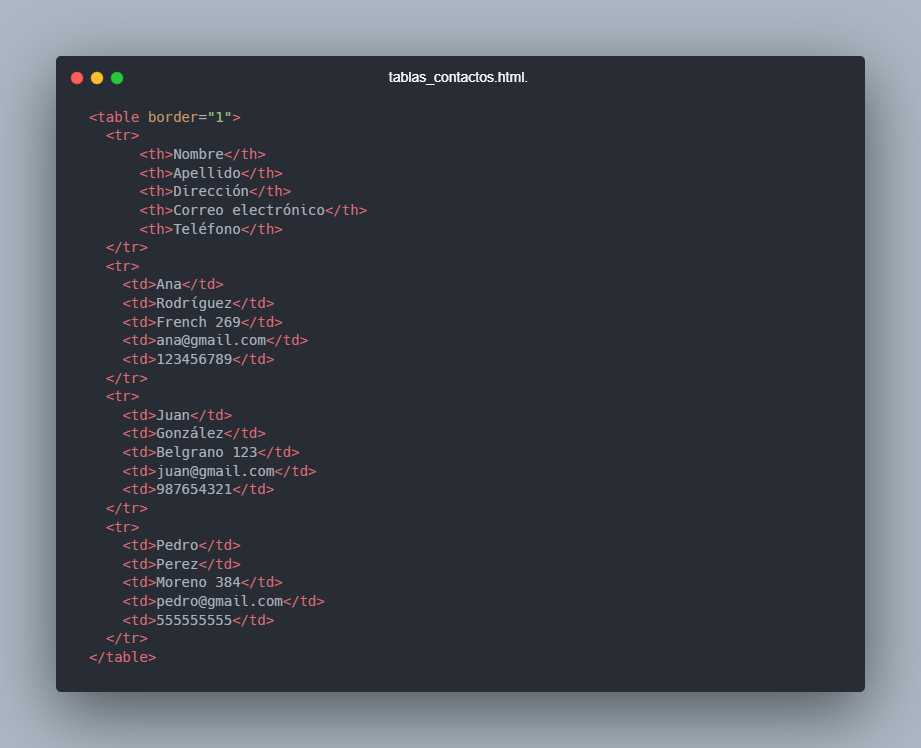 tablas_contactos.html.
<table border="1">
  <tr>
      <th>Nombre</th>
      <th>Apellido</th>
      <th>Dirección</th>
      <th>Correo electrónico</th>
      <th>Teléfono</th>
  </tr>
  <tr>
    <td>Ana</td>
    <td>Rodríguez</td>
    <td>French 269</td>
    <td>ana@gmail.com</td>
    <td>123456789</td>
  </tr>
  <tr>
    <td>Juan</td>
    <td>González</td>
    <td>Belgrano 123</td>
    <td>juan@gmail.com</td>
    <td>987654321</td>
  </tr>
  <tr>
    <td>Pedro</td>
    <td>Perez</td>
    <td>Moreno 384</td>
    <td>pedro@gmail.com</td>
    <td>555555555</td>
  </tr>
</table>